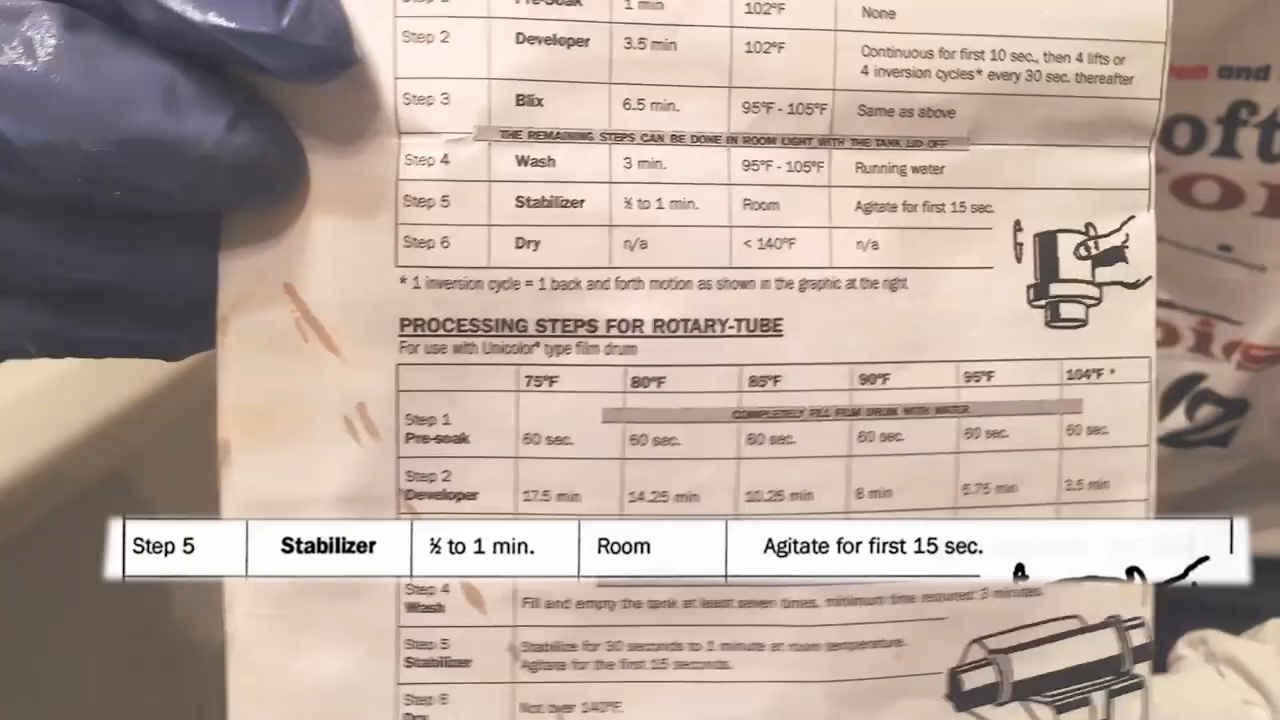 Pre-Soak 1 min 102°F None
Step 2 Developer 3.5 min 102°F Continuous for first 10 sec., then 4 lifts or
4 inversion cycles* every 30 sec. thereafter
Step 3 Blix 6.5 min. 95°F - 105°F Same as above
THE REMAINING STEPS CAN BE DONE IN ROOM LIGHT WITH THE TANK LID OFF
Step 4 Wash 3 min. 95°F - 105°F Running water
Step 5 Stabilizer ½ to 1 min. Room Agitate for first 15 sec.
Step 6 Dry n/a < 140°F n/a
* 1 inversion cycle = 1 back and forth motion as shown in the graphic at the right
PROCESSING STEPS FOR ROTARY-TUBE
For use with Unicolor® type film drum
75°F 80°F 85°F 90°F 95°F 104°F *
COMPLETELY FILL FILM DRUM WITH WATER
Step 1
Pre-soak 60 sec. 60 sec. 60 sec. 60 sec. 60 sec. 60 sec.
Step 2
Developer 17.5 min 14.25 min 10.25 min 8 min 5.75 min 3.5 min
Step 5 Stabilizer ½ to 1 min. Room Agitate for first 15 sec.
Step 4
Wash Fill and empty the tank at least seven times, minimum time required: 3 minutes
Step 5 Stabilize for 30 seconds to 1 minute at room temperature.
Stabilizer Agitate for the first 15 seconds.
Step 6
Dry Not over 140°F.
and